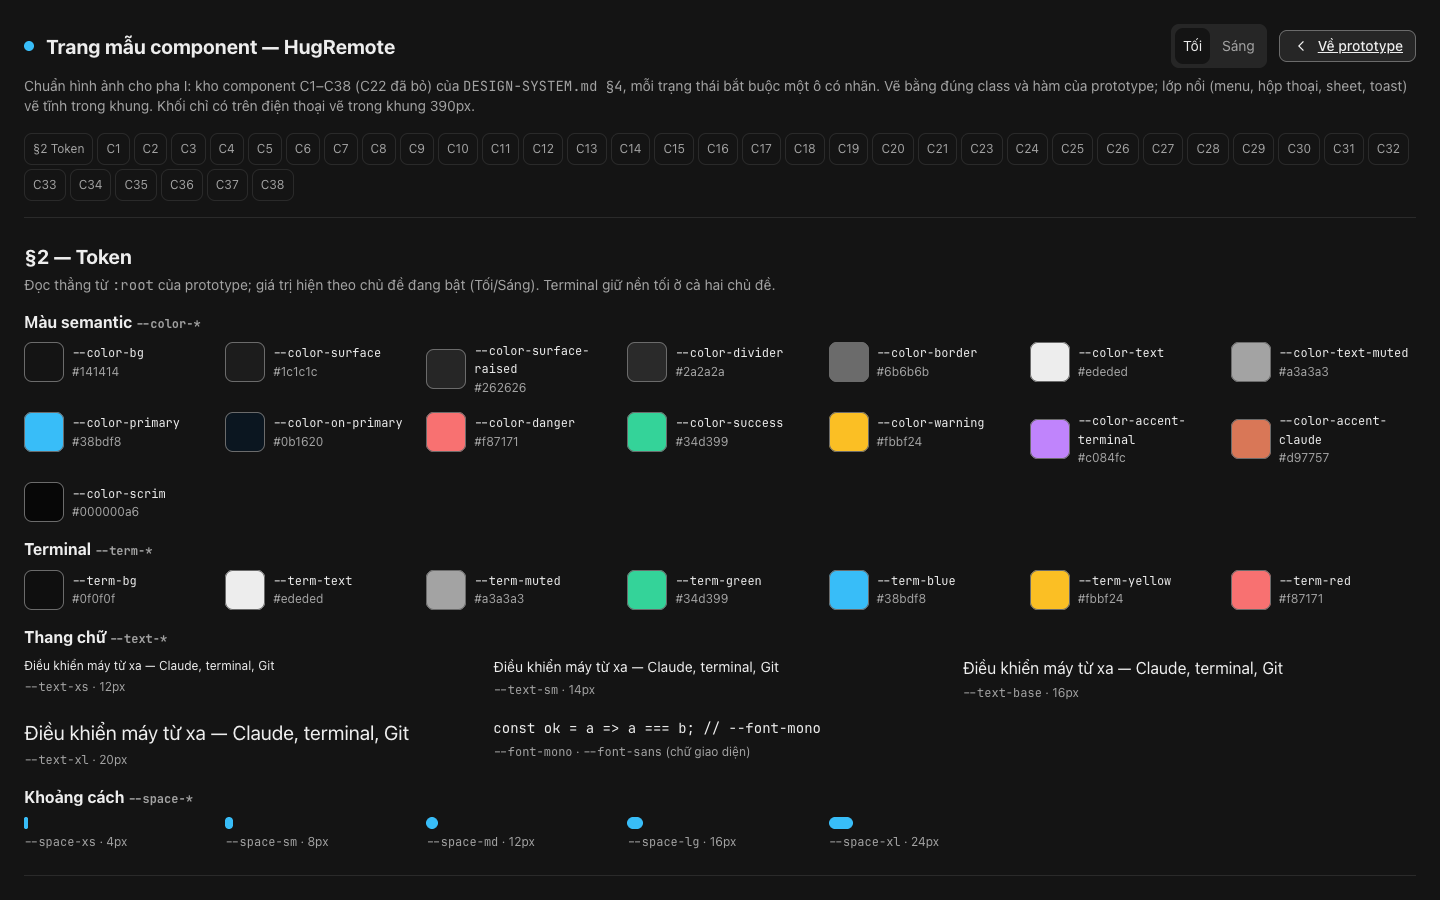 Trang mẫu component — HugRemote
Tối
Sáng
Về prototype
Chuẩn hình ảnh cho pha I: kho component C1–C38 (C22 đã bỏ) của DESIGN-SYSTEM.md §4, mỗi trạng thái bắt buộc một ô có nhãn. Vẽ bằng đúng class và hàm của prototype; lớp nổi (menu, hộp thoại, sheet, toast)
vẽ tĩnh trong khung. Khối chỉ có trên điện thoại vẽ trong khung 390px.
§2 Token C1 C2 C3 C4 C5 C6 C7 C8 C9 C10 C11 C12 C13 C14 C15 C16 C17 C18 C19 C20 C21 C23 C24 C25 C26 C27 C28 C29 C30 C31 C32
C33 C34 C35 C36 C37 C38
§2 — Token
Đọc thẳng từ :root của prototype; giá trị hiện theo chủ đề đang bật (Tối/Sáng). Terminal giữ nền tối ở cả hai chủ đề.
Màu semantic --color-*
--color-bg
#141414
--color-surface
#1c1c1c
--color-surface-
raised
#262626
--color-divider
#2a2a2a
--color-border
#6b6b6b
--color-text
#ededed
--color-text-muted
#a3a3a3
--color-primary
#38bdf8
--color-on-primary
#0b1620
--color-danger
#f87171
--color-success
#34d399
--color-warning
#fbbf24
--color-accent-
terminal
#c084fc
--color-accent-
claude
#d97757
--color-scrim
#000000a6
Terminal --term-*
--term-bg
#0f0f0f
--term-text
#ededed
--term-muted
#a3a3a3
--term-green
#34d399
--term-blue
#38bdf8
--term-yellow
#fbbf24
--term-red
#f87171
Thang chữ --text-*
Điều khiển máy từ xa — Claude, terminal, Git
--text-xs · 12px
Điều khiển máy từ xa — Claude, terminal, Git
--text-sm · 14px
Điều khiển máy từ xa — Claude, terminal, Git
--text-base · 16px
Điều khiển máy từ xa — Claude, terminal, Git
--text-xl · 20px
const ok = a => a === b; // --font-mono
--font-mono · --font-sans (chữ giao diện)
Khoảng cách --space-*
--space-xs · 4px
--space-sm · 8px
--space-md · 12px
--space-lg · 16px
--space-xl · 24px